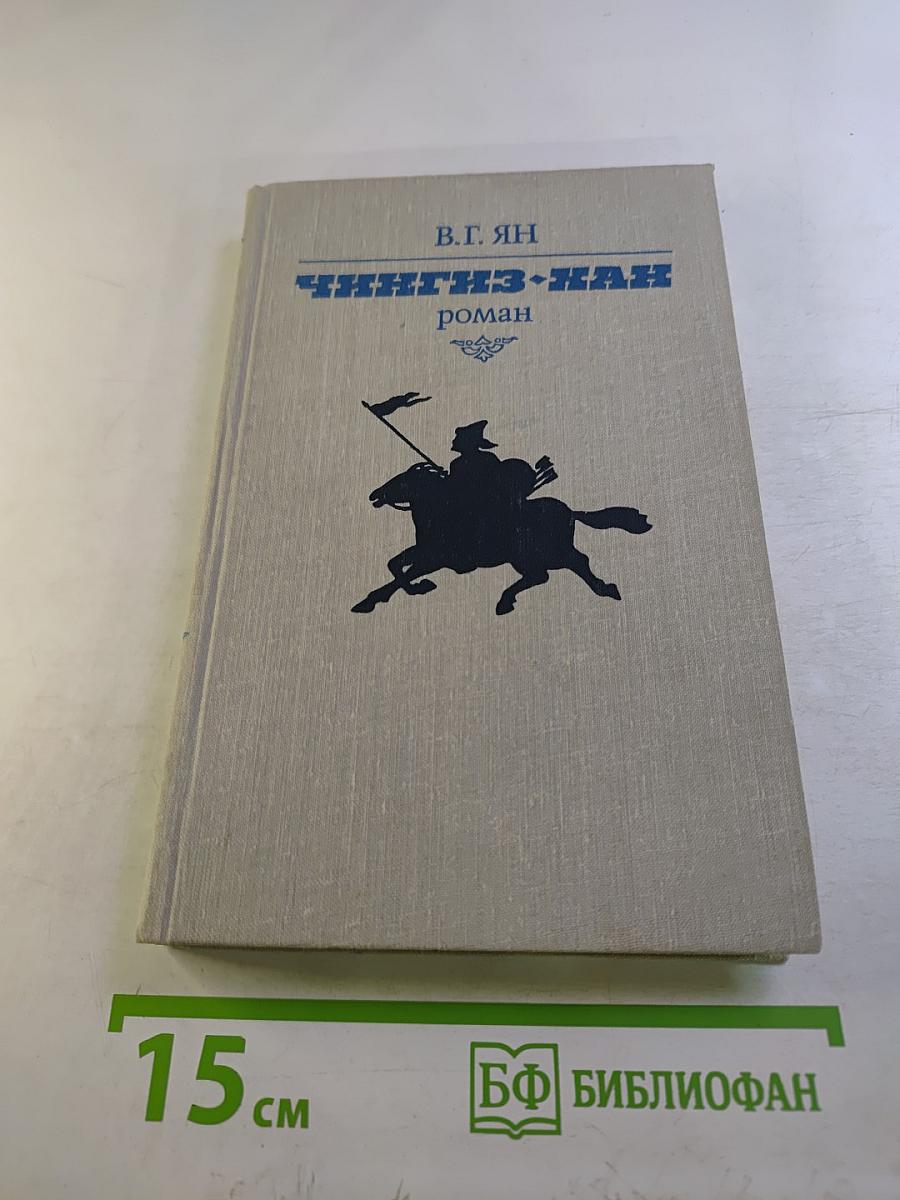 В.Г. ЯН
ЧИНГИЗ-ХАН
роман
15 см
БФ БИБЛИОФАН